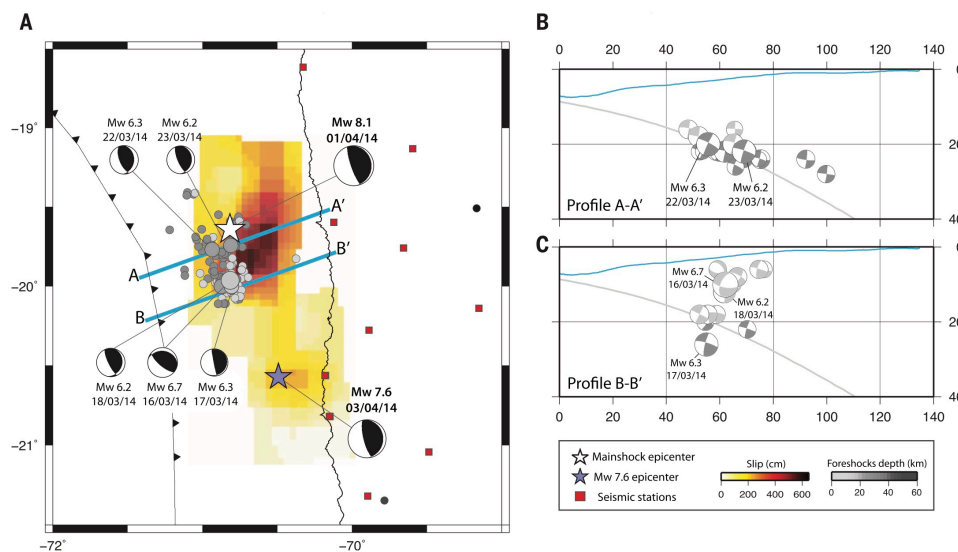 A
Mw 6.3
22/03/14
Mw 6.2
23/03/14
Mw 8.1
01/04/14
−19˚
−20˚
−21˚
A
A′
B
B′
Mw 6.2
18/03/14
Mw 6.7
16/03/14
Mw 6.3
17/03/14
Mw 7.6
03/04/14
−72˚
−70˚
B
0 20 40 60 80 100 120 140
0
20
40
Mw 6.3
22/03/14
Mw 6.2
23/03/14
Profile A-A′
C
0
20
40
Mw 6.7
16/03/14
Mw 6.2
18/03/14
Mw 6.3
17/03/14
Profile B-B′
0 20 40 60 80 100 120 140
Mainshock epicenter
Mw 7.6 epicenter
Seismic stations
Slip (cm)
0 200 400 600
Foreshocks depth (km)
0 20 40 60